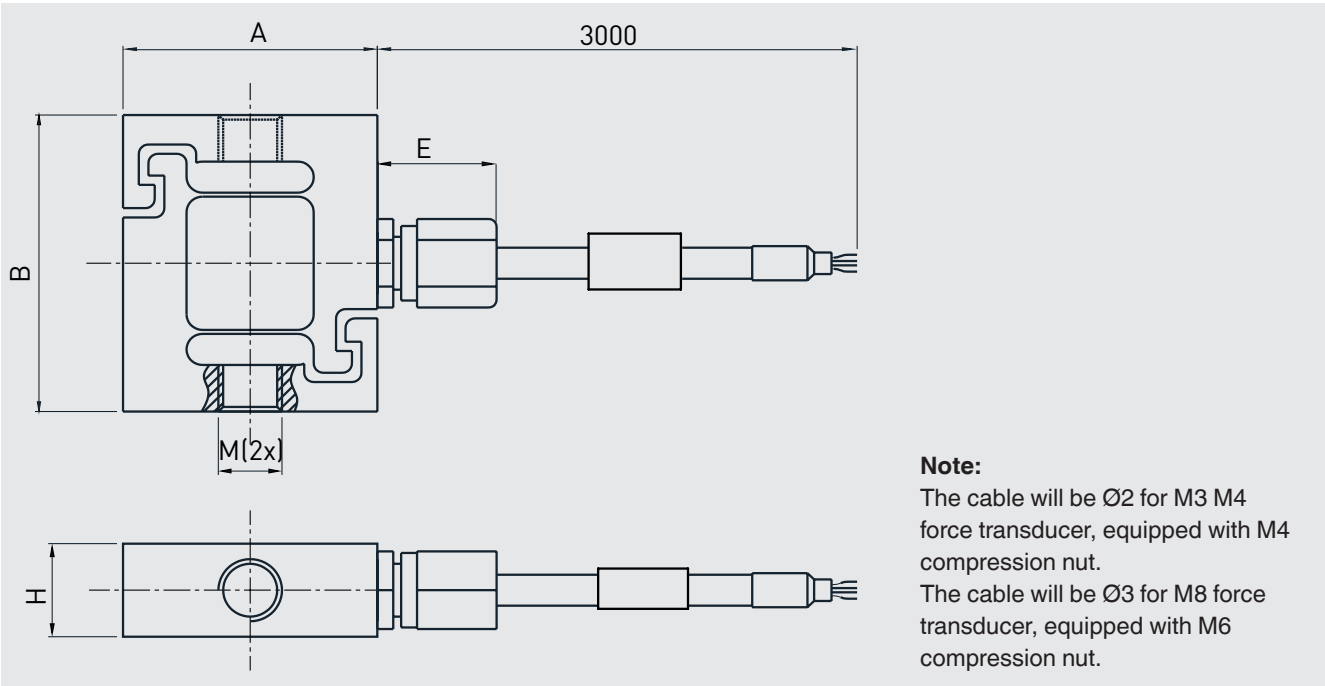 A
3000
E
B
M(2x)
H
Note:
The cable will be Ø2 for M3 M4
force transducer, equipped with M4
compression nut.
The cable will be Ø3 for M8 force
transducer, equipped with M6
compression nut.